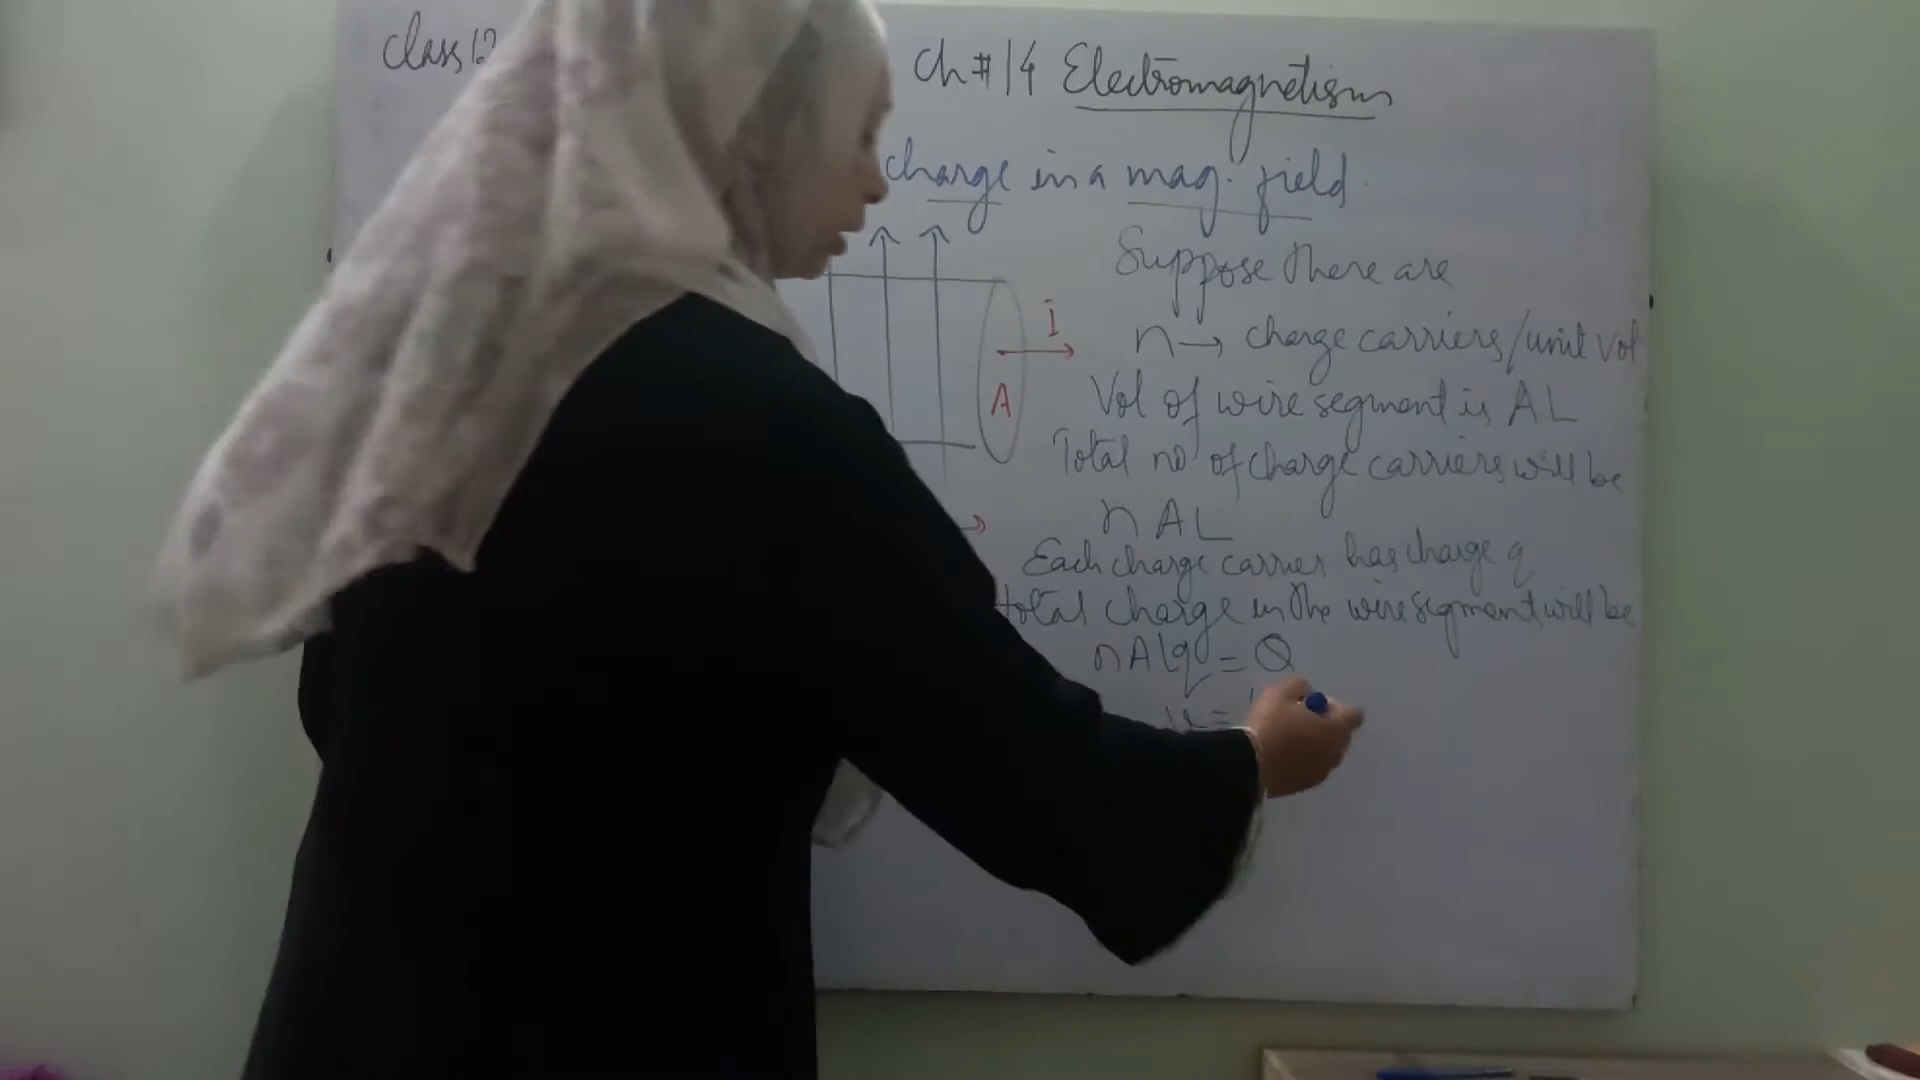 Class 12
Ch # 14 Electromagnetism
charge in a mag. field.
Suppose there are
I
n → charge carriers/unit vol
A
Vol of wire segment is AL
Total no of charge carriers will be
n A L
Each charge carrier has charge q
total charge in the wire segment will be
n A L q = Q
v =